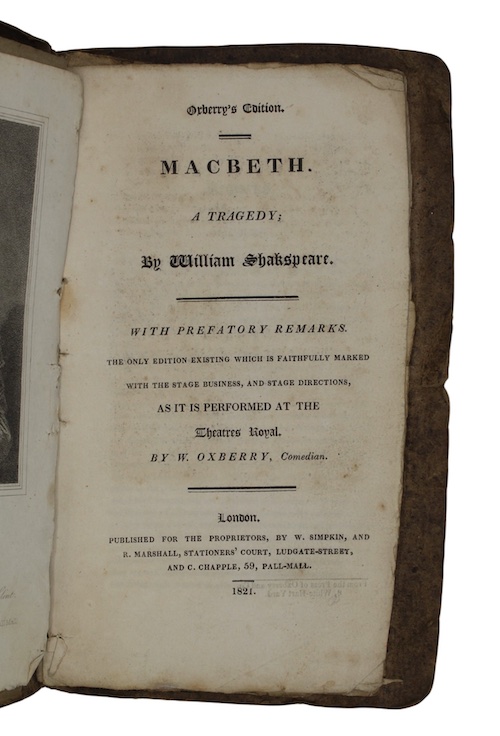 Oxberry's Edition.
MACBETH.
A TRAGEDY;
By William Shakspeare.
WITH PREFATORY REMARKS.
THE ONLY EDITION EXISTING WHICH IS FAITHFULLY MARKED
WITH THE STAGE BUSINESS, AND STAGE DIRECTIONS,
AS IT IS PERFORMED AT THE
Theatres Royal.
BY W. OXBERRY, Comedian.
London.
PUBLISHED FOR THE PROPRIETORS, BY W. SIMPKIN, AND
R. MARSHALL, STATIONERS' COURT, LUDGATE-STREET,
AND C. CHAPPLE, 59, PALL-MALL.
1821.